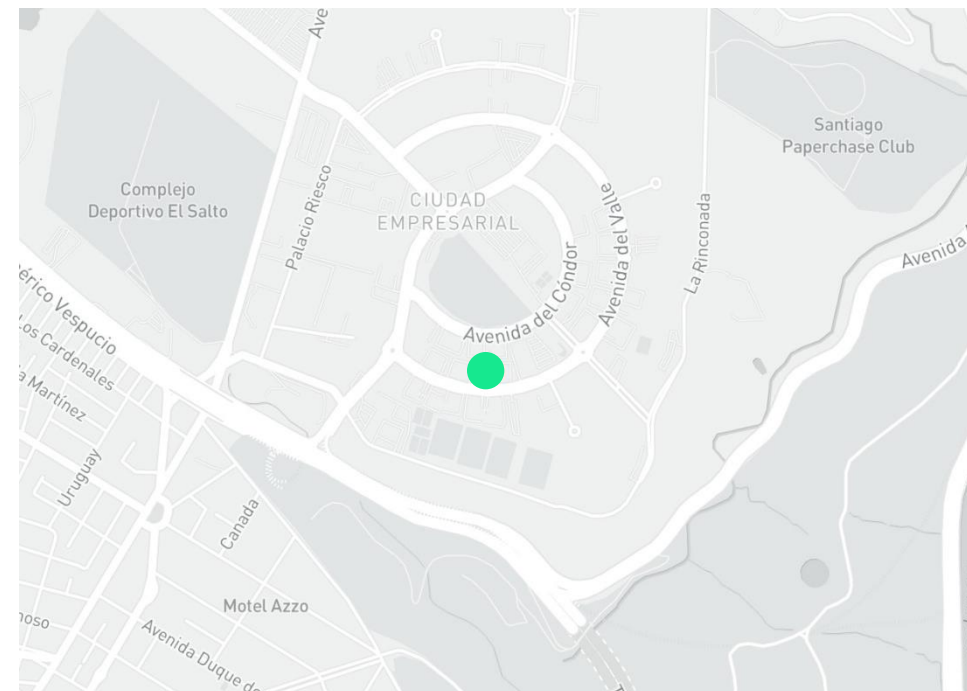 Ave
Santiago
Paperchase Club
Complejo
Deportivo El Salto
Palacio Riesco
CIUDAD
EMPRESARIAL
Avenida del Valle
La Rinconada
Avenida
Avenida del Cóndor
érico Vespucio
Los Cardenales
Martínez
Uruguay
Canada
Motel Azzo
noso
Avenida Duque de